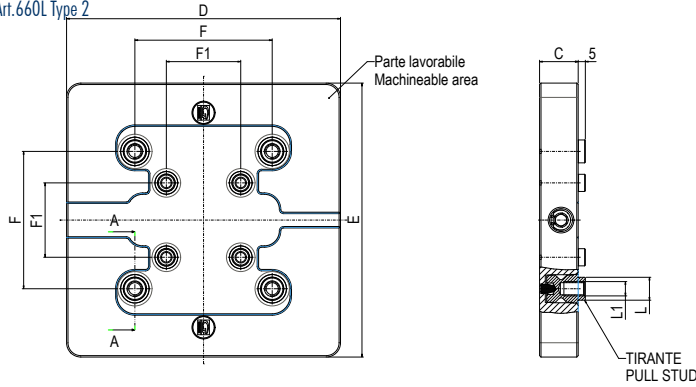 Art.660L Type 2
D
F
F1
Parte lavorabile
Machineable area
C
5
F
F1
A
A
E
L1
L
TIRANTE
PULL STUD